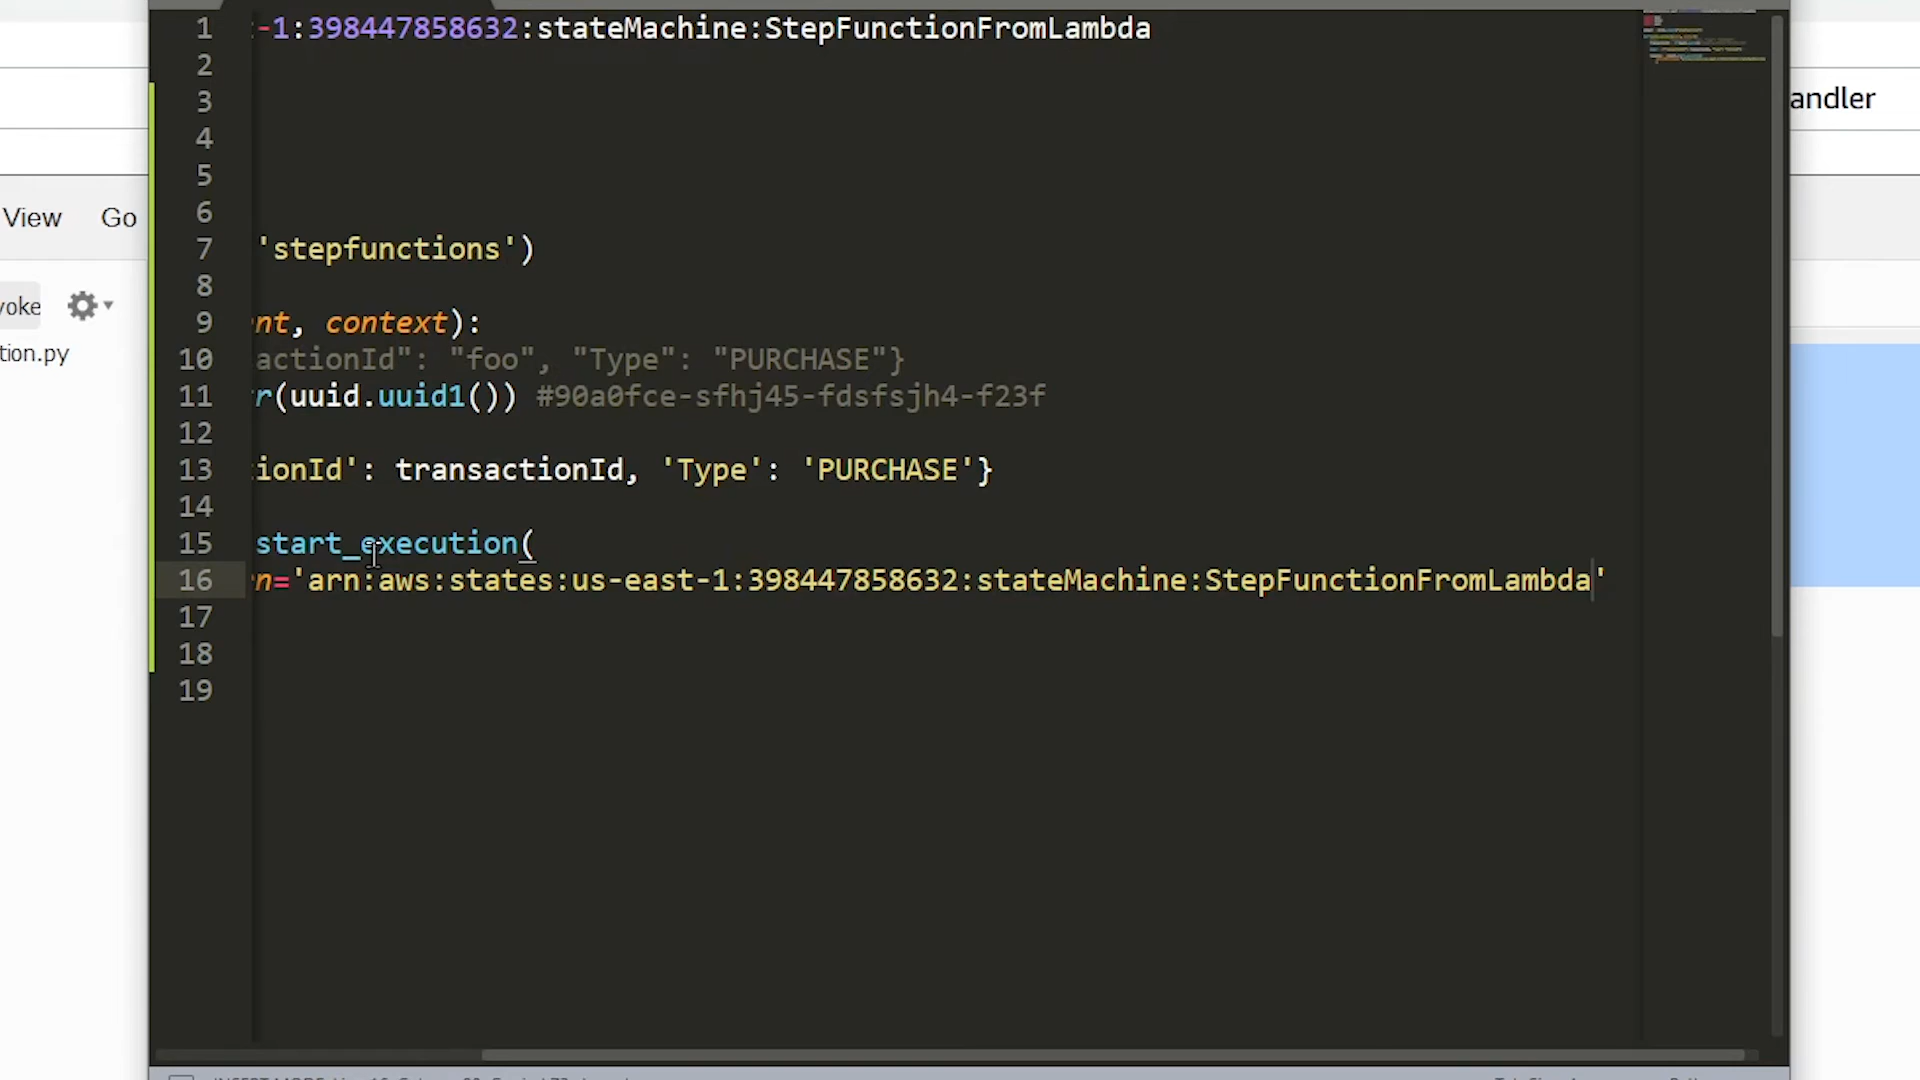 1 -1:398447858632:stateMachine:StepFunctionFromLambda
2
3
andler
4
5
6
View Go
7 'stepfunctions')
8
voke
9 nt, context):
tion.py
10 actionId": "foo", "Type": "PURCHASE"}
11 r(uuid.uuid1()) #90a0fce-sfhj45-fdsfsjh4-f23f
12
13 ionId': transactionId, 'Type': 'PURCHASE'}
14
15 start_execution(
16 n='arn:aws:states:us-east-1:398447858632:stateMachine:StepFunctionFromLambda'
17
18
19